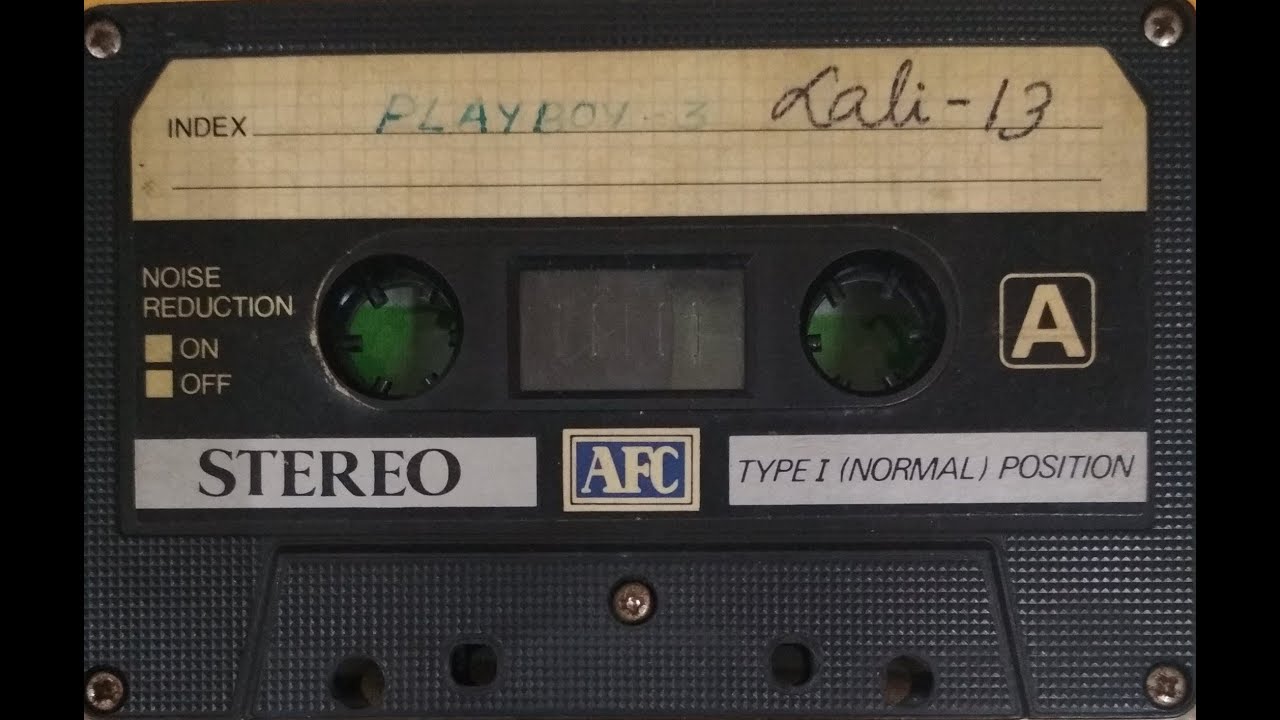 INDEX PLAYBOY - 3 Lali - 13
NOISE
REDUCTION
ON
OFF
A
STEREO AFC TYPE I (NORMAL) POSITION